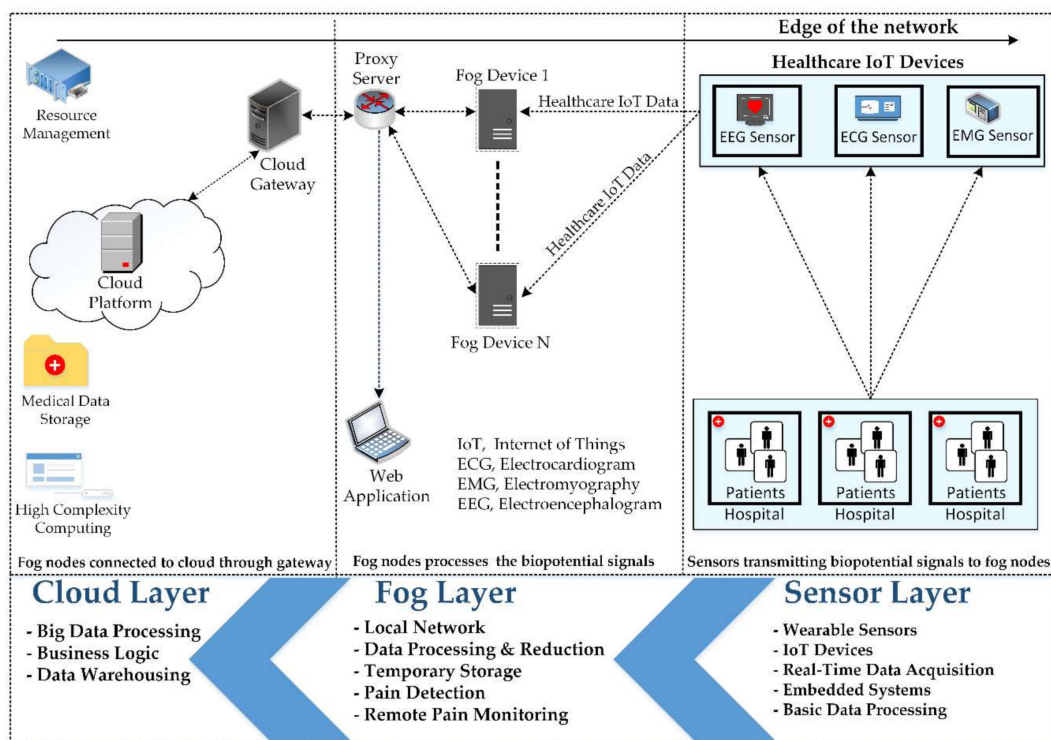 Edge of the network
Resource
Management
Cloud
Gateway
Cloud
Platform
Medical Data
Storage
High Complexity
Computing
Fog nodes connected to cloud through gateway
Proxy
Server
Fog Device 1
Healthcare IoT Data
Healthcare IoT Data
Fog Device N
Web
Application
IoT, Internet of Things
ECG, Electrocardiogram
EMG, Electromyography
EEG, Electroencephalogram
Fog nodes processes the biopotential signals
Healthcare IoT Devices
EEG Sensor
ECG Sensor
EMG Sensor
Patients
Hospital
Patients
Hospital
Patients
Hospital
Sensors transmitting biopotential signals to fog nodes
Cloud Layer
- Big Data Processing
- Business Logic
- Data Warehousing
Fog Layer
- Local Network
- Data Processing & Reduction
- Temporary Storage
- Pain Detection
- Remote Pain Monitoring
Sensor Layer
- Wearable Sensors
- IoT Devices
- Real-Time Data Acquisition
- Embedded Systems
- Basic Data Processing